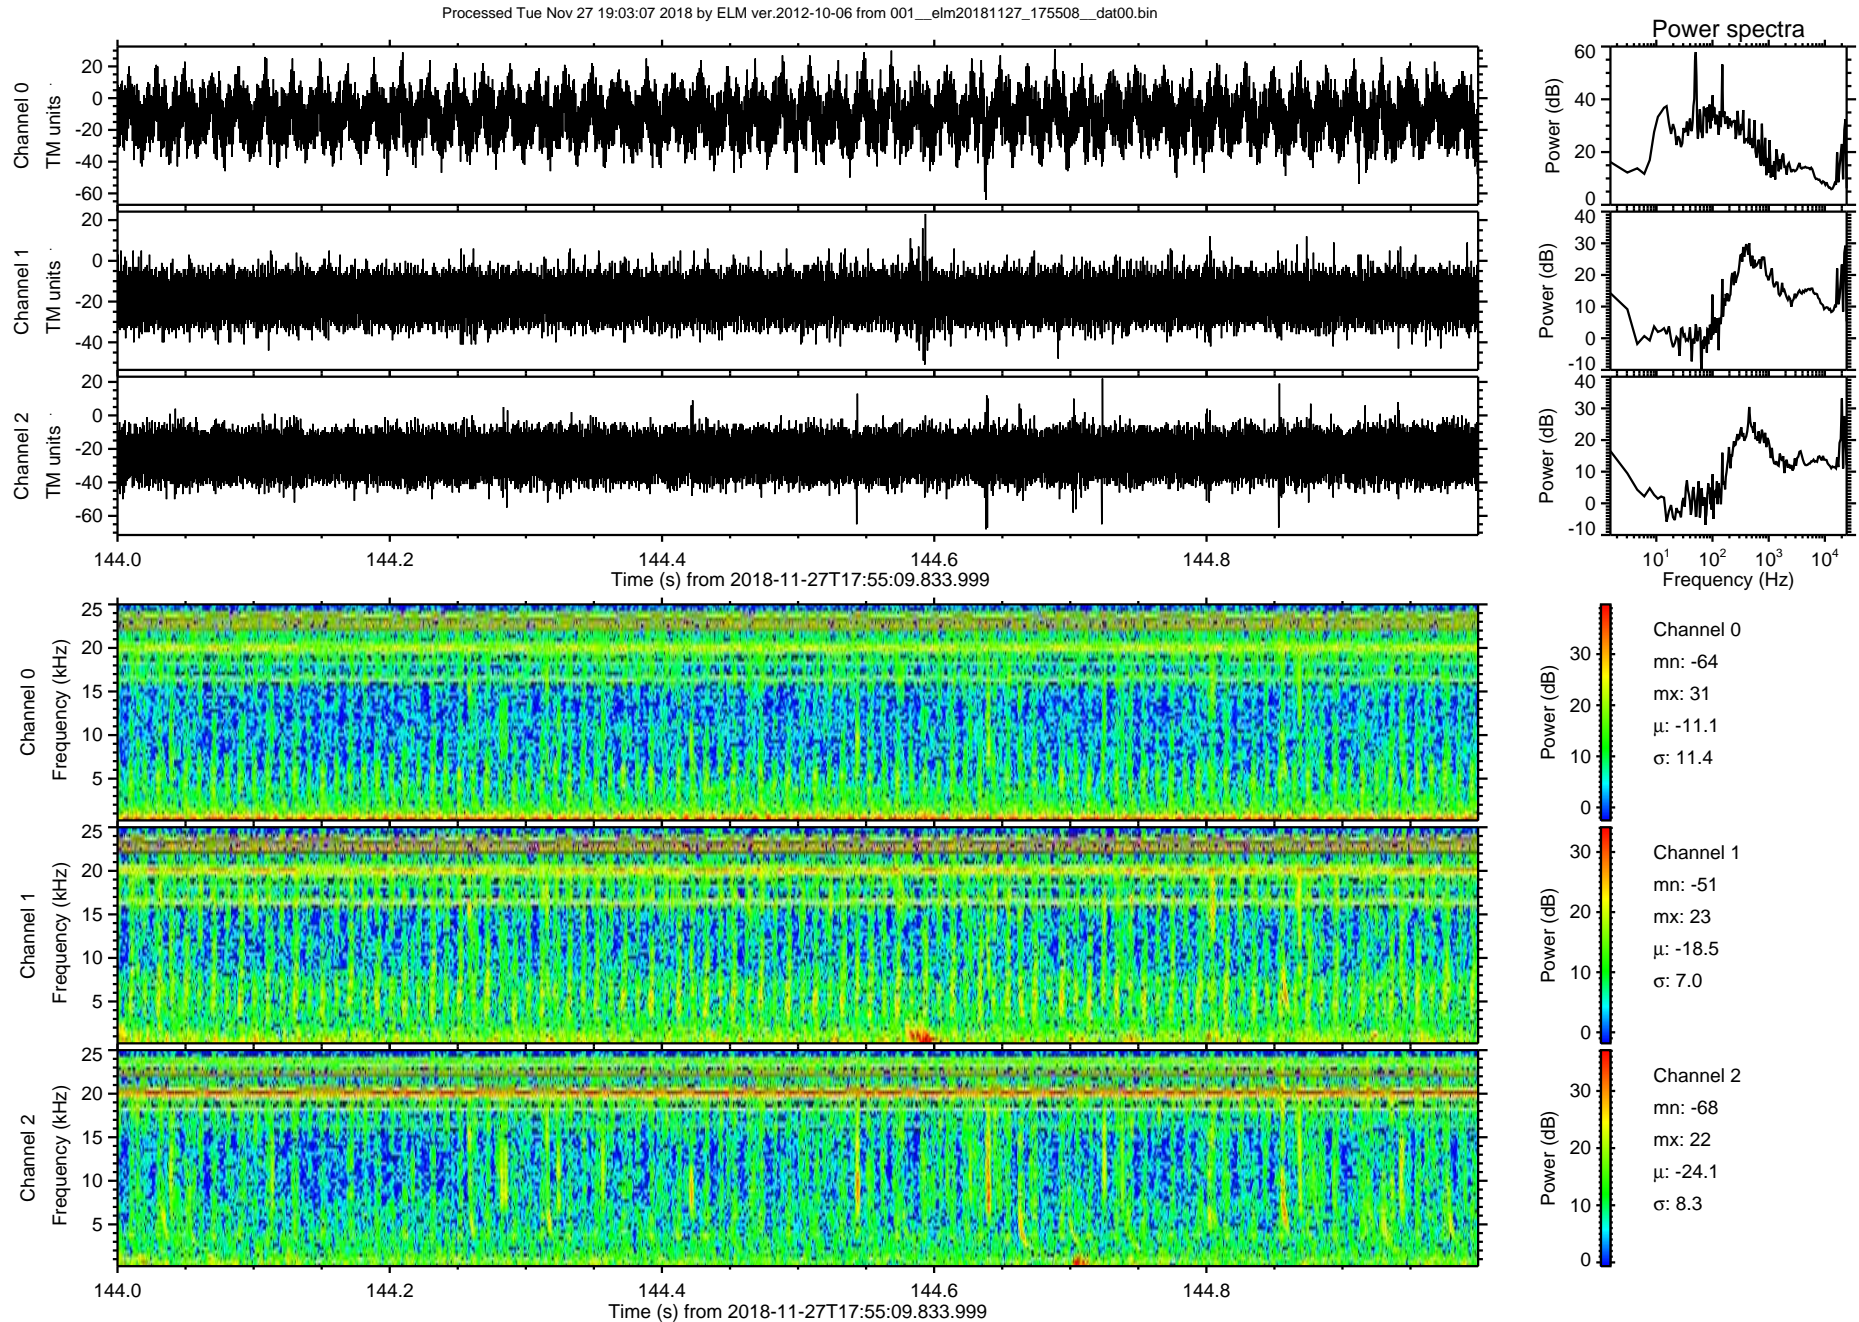 Processed Tue Nov 27 19:03:07 2018 by ELM ver.2012-10-06 from 001__elm20181127_175508__dat00.bin
Power spectra
Channel 0
TM units
20
0
-20
-40
-60
Power (dB)
60
40
20
0
Channel 1
TM units
20
0
-20
-40
Power (dB)
40
30
20
10
0
-10
Channel 2
TM units
20
0
-20
-40
-60
Power (dB)
40
30
20
10
0
-10
144.0 144.2 144.4 144.6 144.8
Time (s) from 2018-11-27T17:55:09.833.999
10¹ 10² 10³ 10⁴
Frequency (Hz)
Channel 0
Frequency (kHz)
25
20
15
10
5
Power (dB)
30
20
10
0
Channel 0
mn: -64
mx: 31
μ: -11.1
σ: 11.4
Channel 1
Frequency (kHz)
25
20
15
10
5
Power (dB)
30
20
10
0
Channel 1
mn: -51
mx: 23
μ: -18.5
σ: 7.0
Channel 2
Frequency (kHz)
25
20
15
10
5
Power (dB)
30
20
10
0
Channel 2
mn: -68
mx: 22
μ: -24.1
σ: 8.3
144.0 144.2 144.4 144.6 144.8
Time (s) from 2018-11-27T17:55:09.833.999